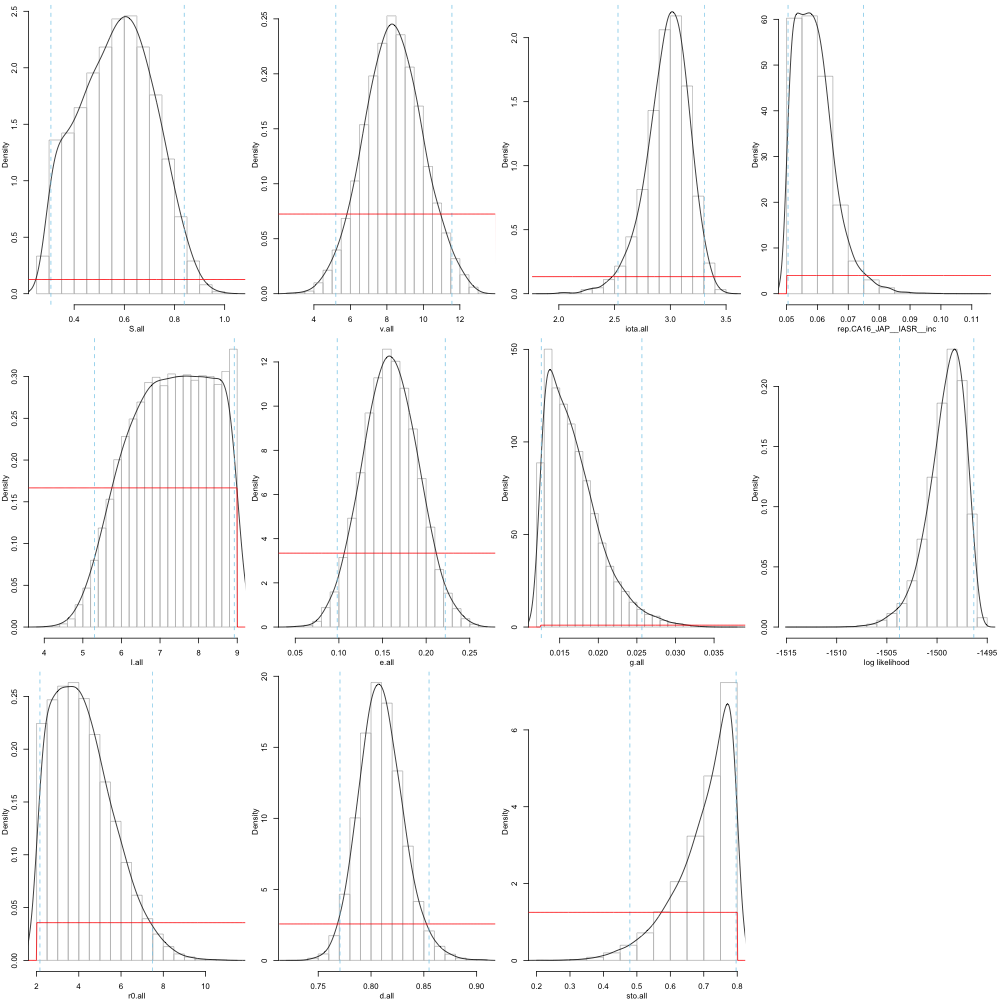 Density
0.0 0.5 1.0 1.5 2.0 2.5
0.4 0.6 0.8 1.0
S.all
Density
0.00 0.05 0.10 0.15 0.20 0.25
4 6 8 10 12
v.all
Density
0.0 0.5 1.0 1.5 2.0
2.0 2.5 3.0 3.5
iota.all
Density
0 10 20 30 40 50 60
0.05 0.06 0.07 0.08 0.09 0.10 0.11
rep.CA16_JAP__IASR__inc
Density
0.00 0.05 0.10 0.15 0.20 0.25 0.30
4 5 6 7 8 9
l.all
Density
0 2 4 6 8 10 12
0.05 0.10 0.15 0.20 0.25
e.all
Density
0 50 100 150
0.015 0.020 0.025 0.030 0.035
g.all
Density
0.00 0.05 0.10 0.15 0.20
-1515 -1510 -1505 -1500 -1495
log likelihood
Density
0.00 0.05 0.10 0.15 0.20 0.25
2 4 6 8 10
r0.all
Density
0 5 10 15 20
0.75 0.80 0.85 0.90
d.all
Density
0 2 4 6
0.2 0.3 0.4 0.5 0.6 0.7 0.8
sto.all